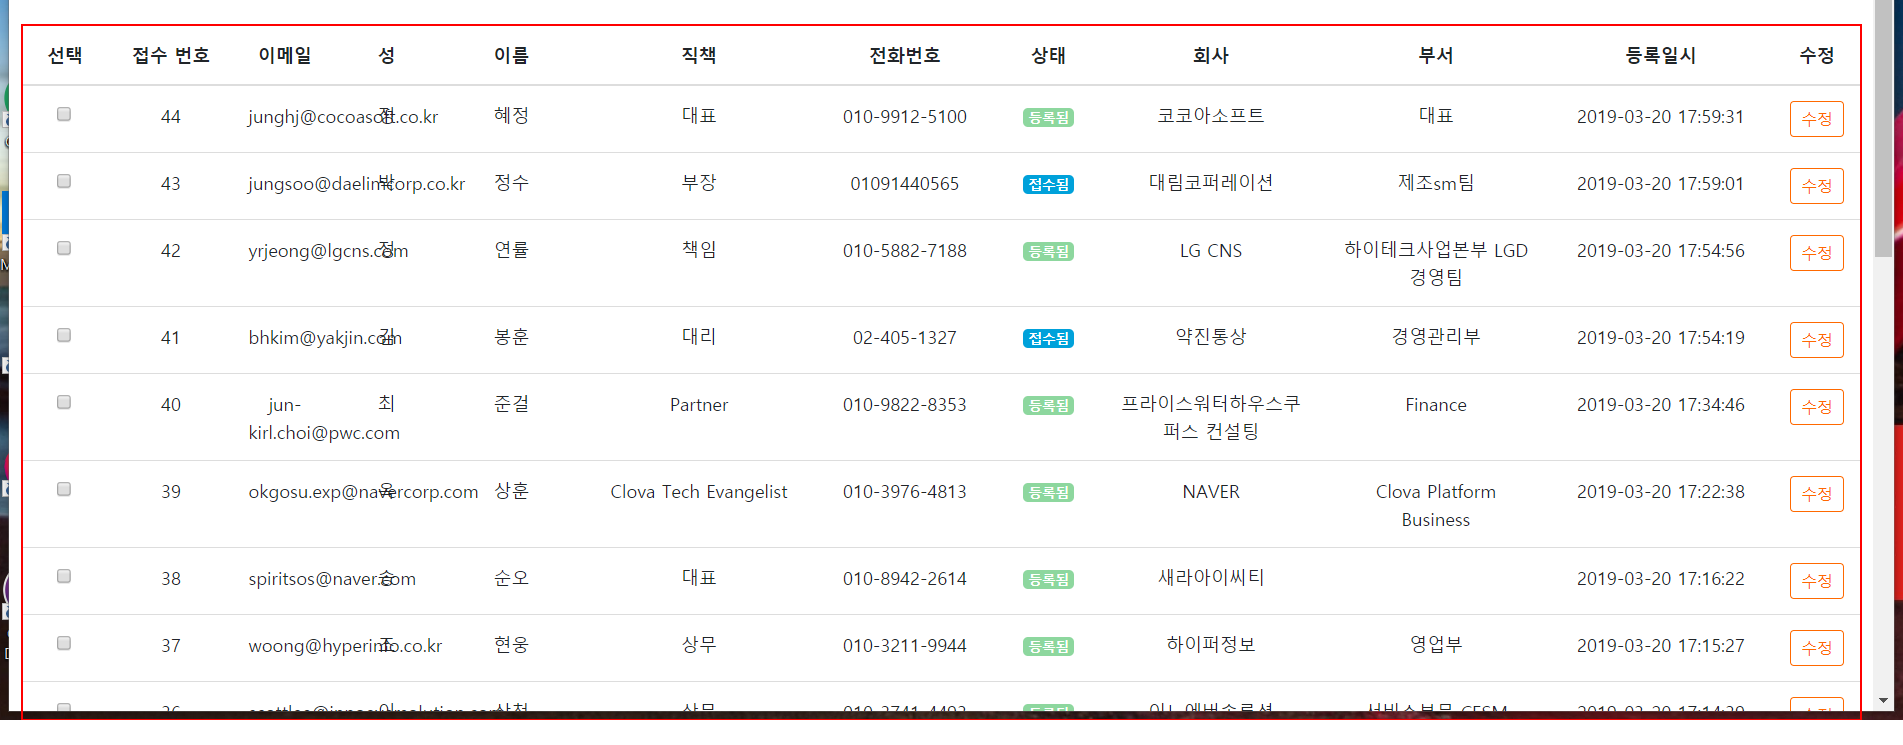 선택 접수 번호 이메일 성 이름 직책 전화번호 상태 회사 부서 등록일시 수정
44 junghj@cocoasoft.co.kr 정 혜정 대표 010-9912-5100 등록됨 코코아소프트 대표 2019-03-20 17:59:31 수정
43 jungsoo@daelimcorp.co.kr 박 정수 부장 01091440565 접수됨 대림코퍼레이션 제조sm팀 2019-03-20 17:59:01 수정
42 yrjeong@lgcns.com 정 연률 책임 010-5882-7188 등록됨 LG CNS 하이테크사업본부 LGD 2019-03-20 17:54:56 수정
경영팀
41 bhkim@yakjin.com 김 봉훈 대리 02-405-1327 접수됨 약진통상 경영관리부 2019-03-20 17:54:19 수정
40 jun- 최 준걸 Partner 010-9822-8353 등록됨 프라이스워터하우스쿠 Finance 2019-03-20 17:34:46 수정
kirl.choi@pwc.com 퍼스 컨설팅
39 okgosu.exp@navercorp.com 옥 상훈 Clova Tech Evangelist 010-3976-4813 등록됨 NAVER Clova Platform 2019-03-20 17:22:38 수정
Business
38 spiritsos@naver.com 송 순오 대표 010-8942-2614 등록됨 새라아이씨티 2019-03-20 17:16:22 수정
37 woong@hyperinfo.co.kr 조 현웅 상무 010-3211-9944 등록됨 하이퍼정보 영업부 2019-03-20 17:15:27 수정